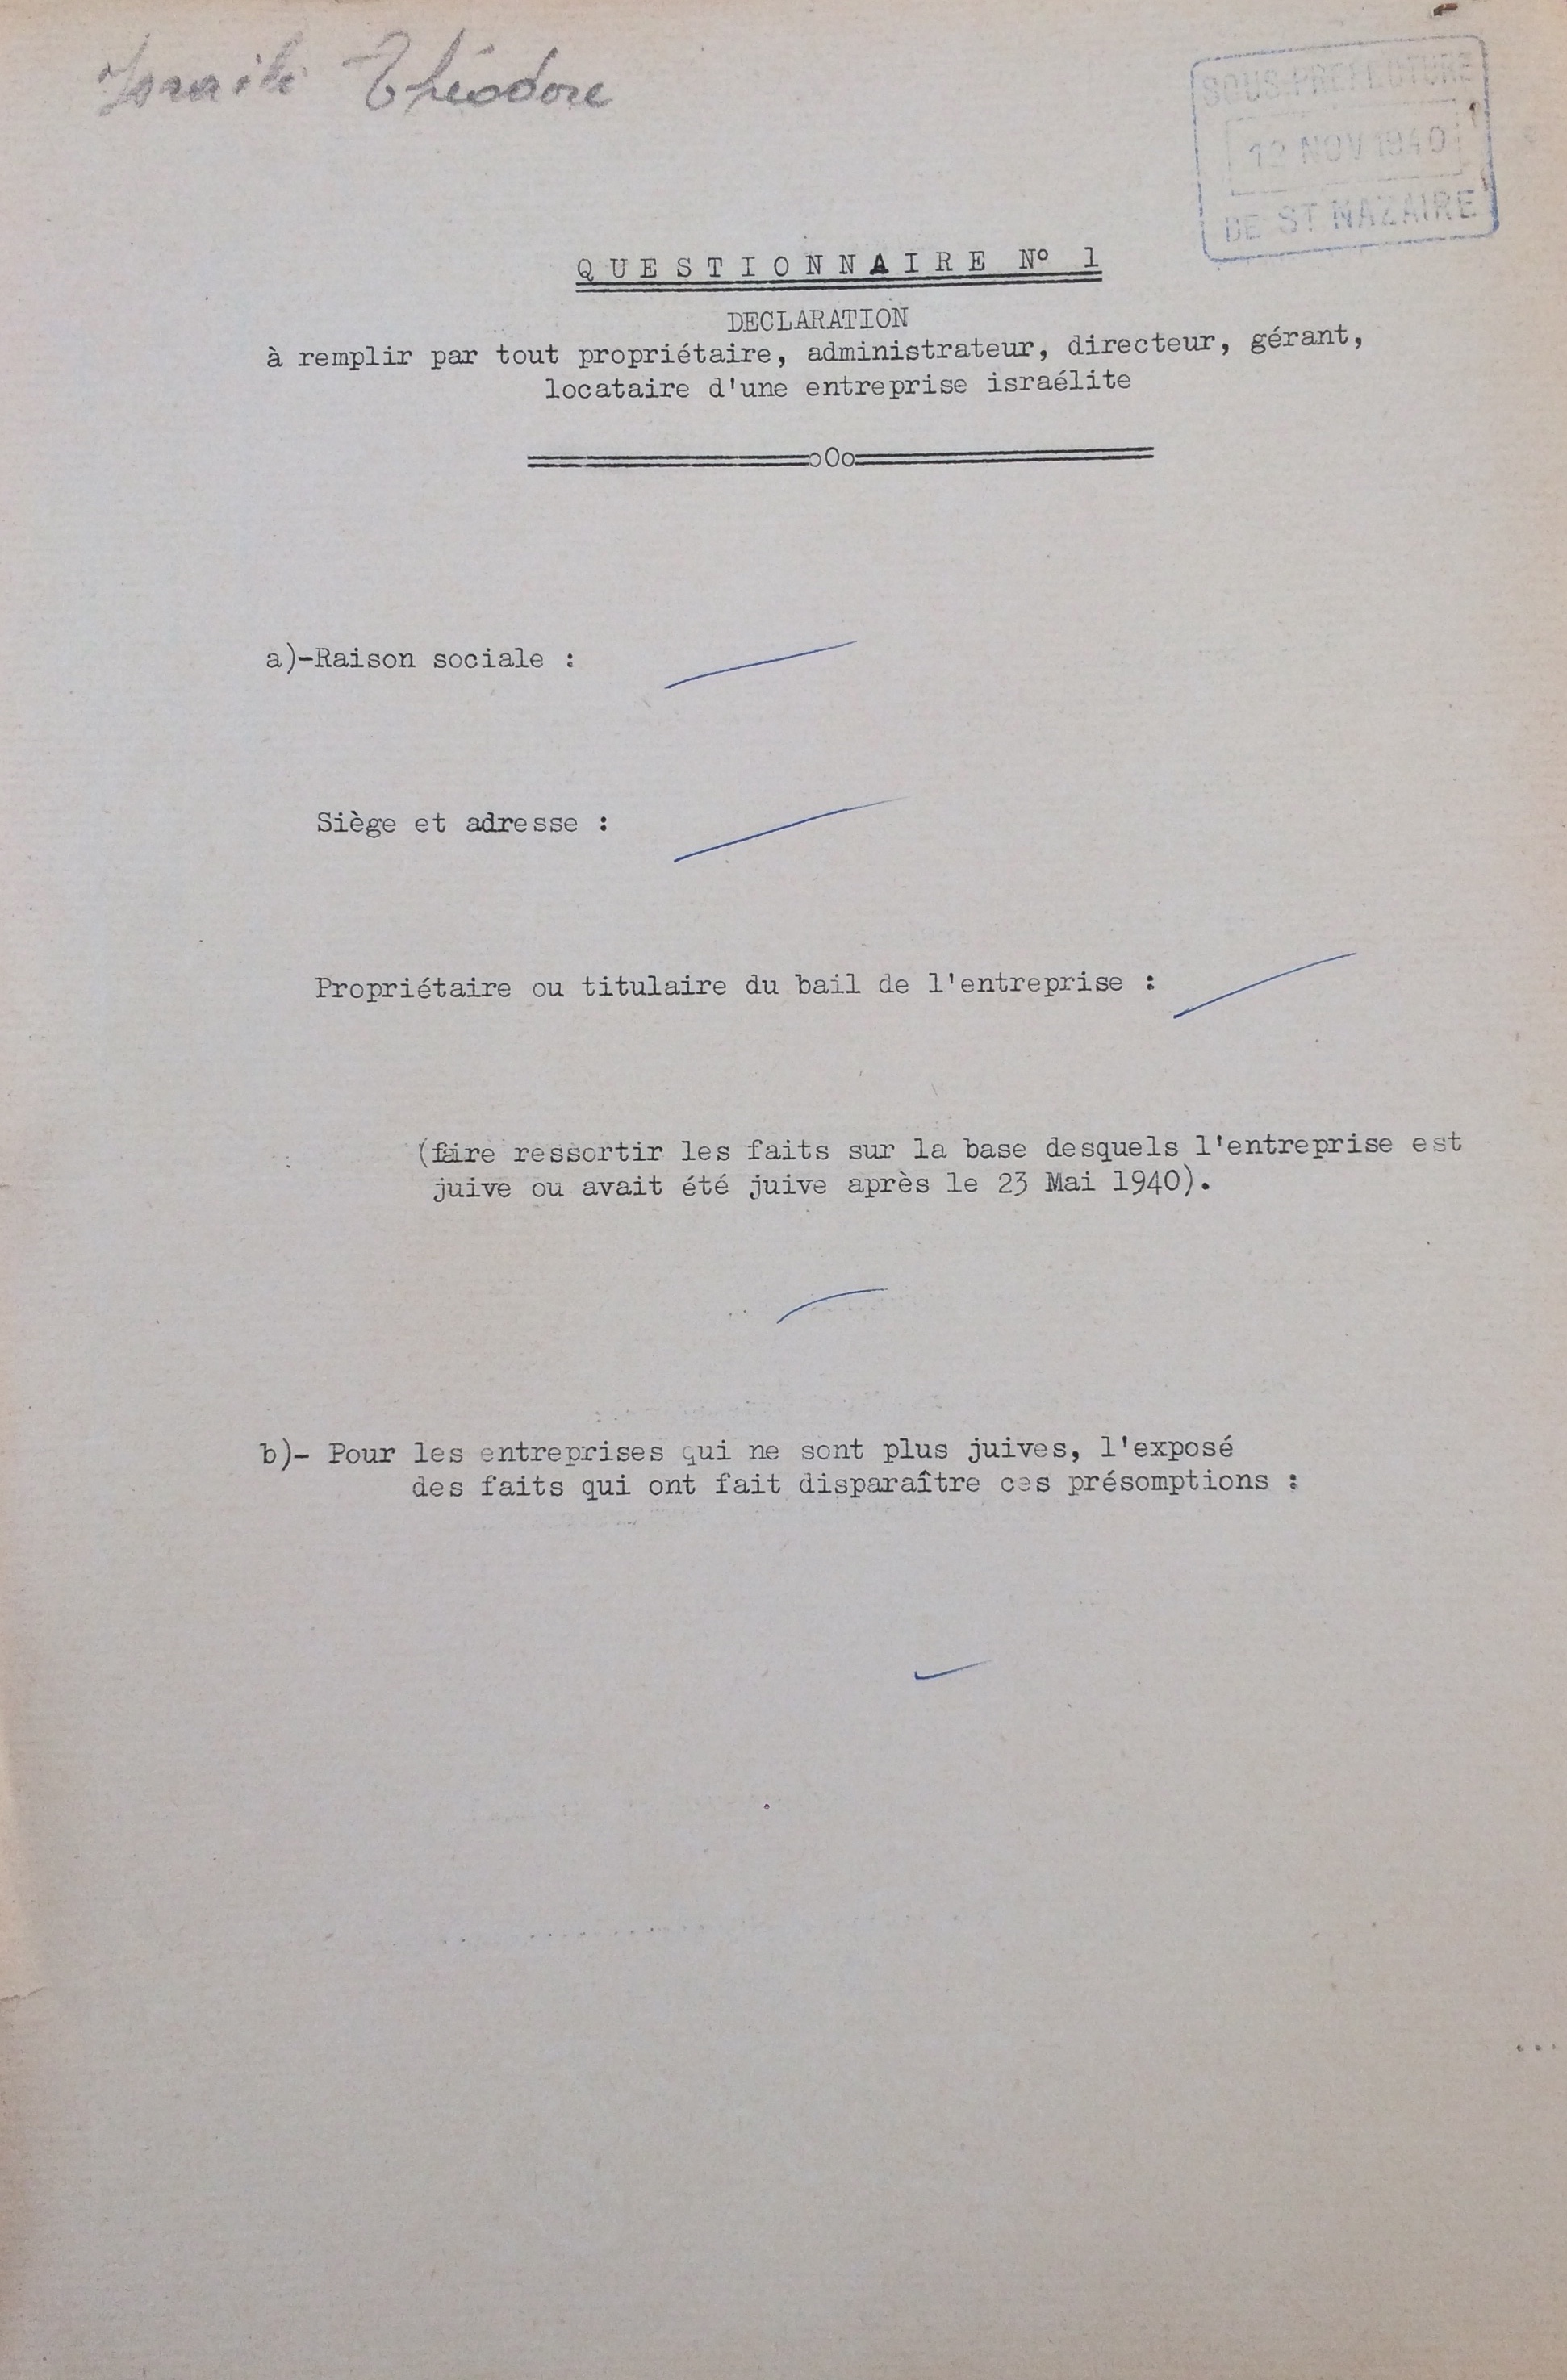 Théodore
SOUS-PREFECTURE
12 NOV 1940
DE ST NAZAIRE
QUESTIONNAIRE Nº 1
DECLARATION
à remplir par tout propriétaire, administrateur, directeur, gérant,
locataire d'une entreprise israélite
oOo
a)-Raison sociale :
Siège et adresse :
Propriétaire ou titulaire du bail de l'entreprise :
(faire ressortir les faits sur la base desquels l'entreprise est
juive ou avait été juive après le 23 Mai 1940).
b)- Pour les entreprises qui ne sont plus juives, l'exposé
des faits qui ont fait disparaître ces présomptions :
...